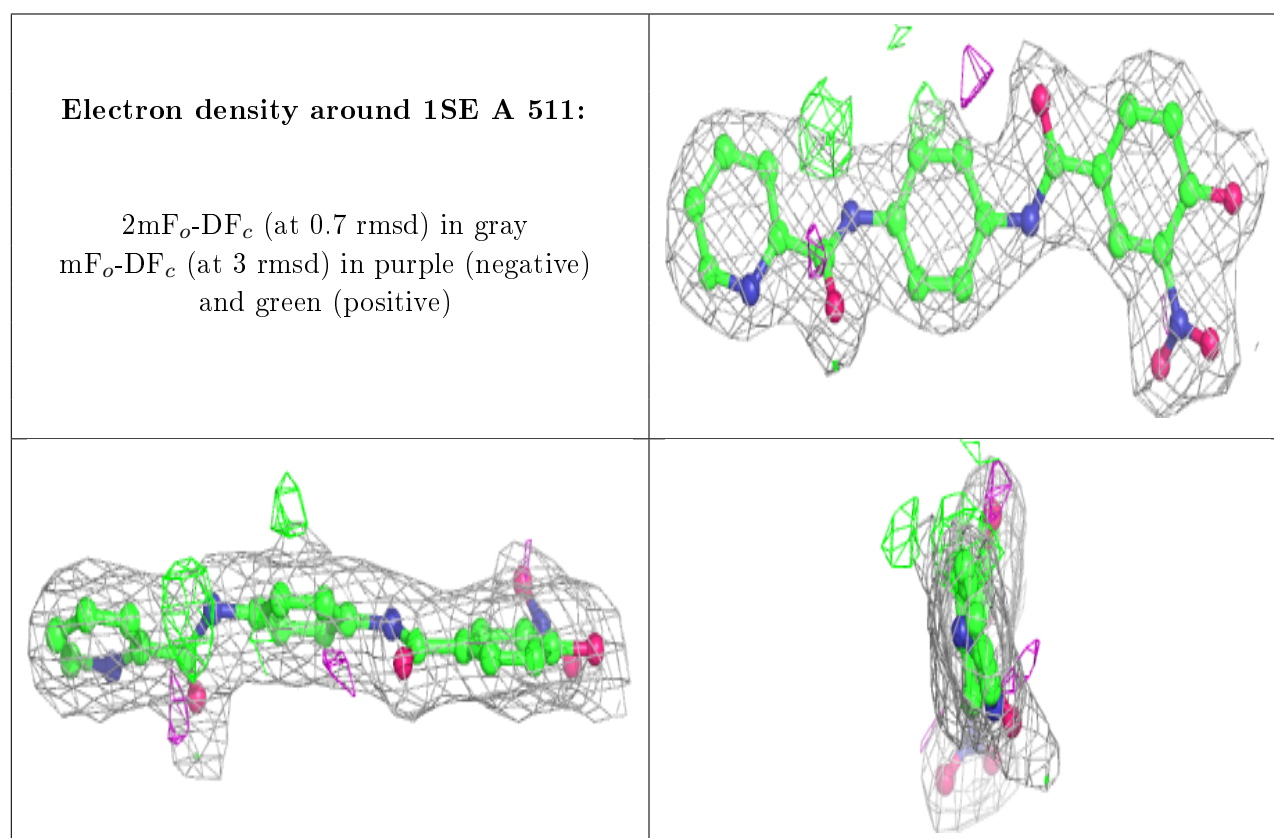 Electron density around 1SE A 511:
2mFₒ-DF𝒸 (at 0.7 rmsd) in gray
mFₒ-DF𝒸 (at 3 rmsd) in purple (negative)
and green (positive)